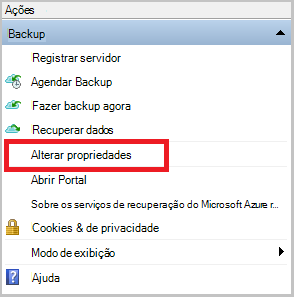 Ações
Backup
Registrar servidor
Agendar Backup
Fazer backup agora
Recuperar dados
Alterar propriedades
Abrir Portal
Sobre os serviços de recuperação do Microsoft Azure r...
Cookies & de privacidade
Modo de exibição
Ajuda